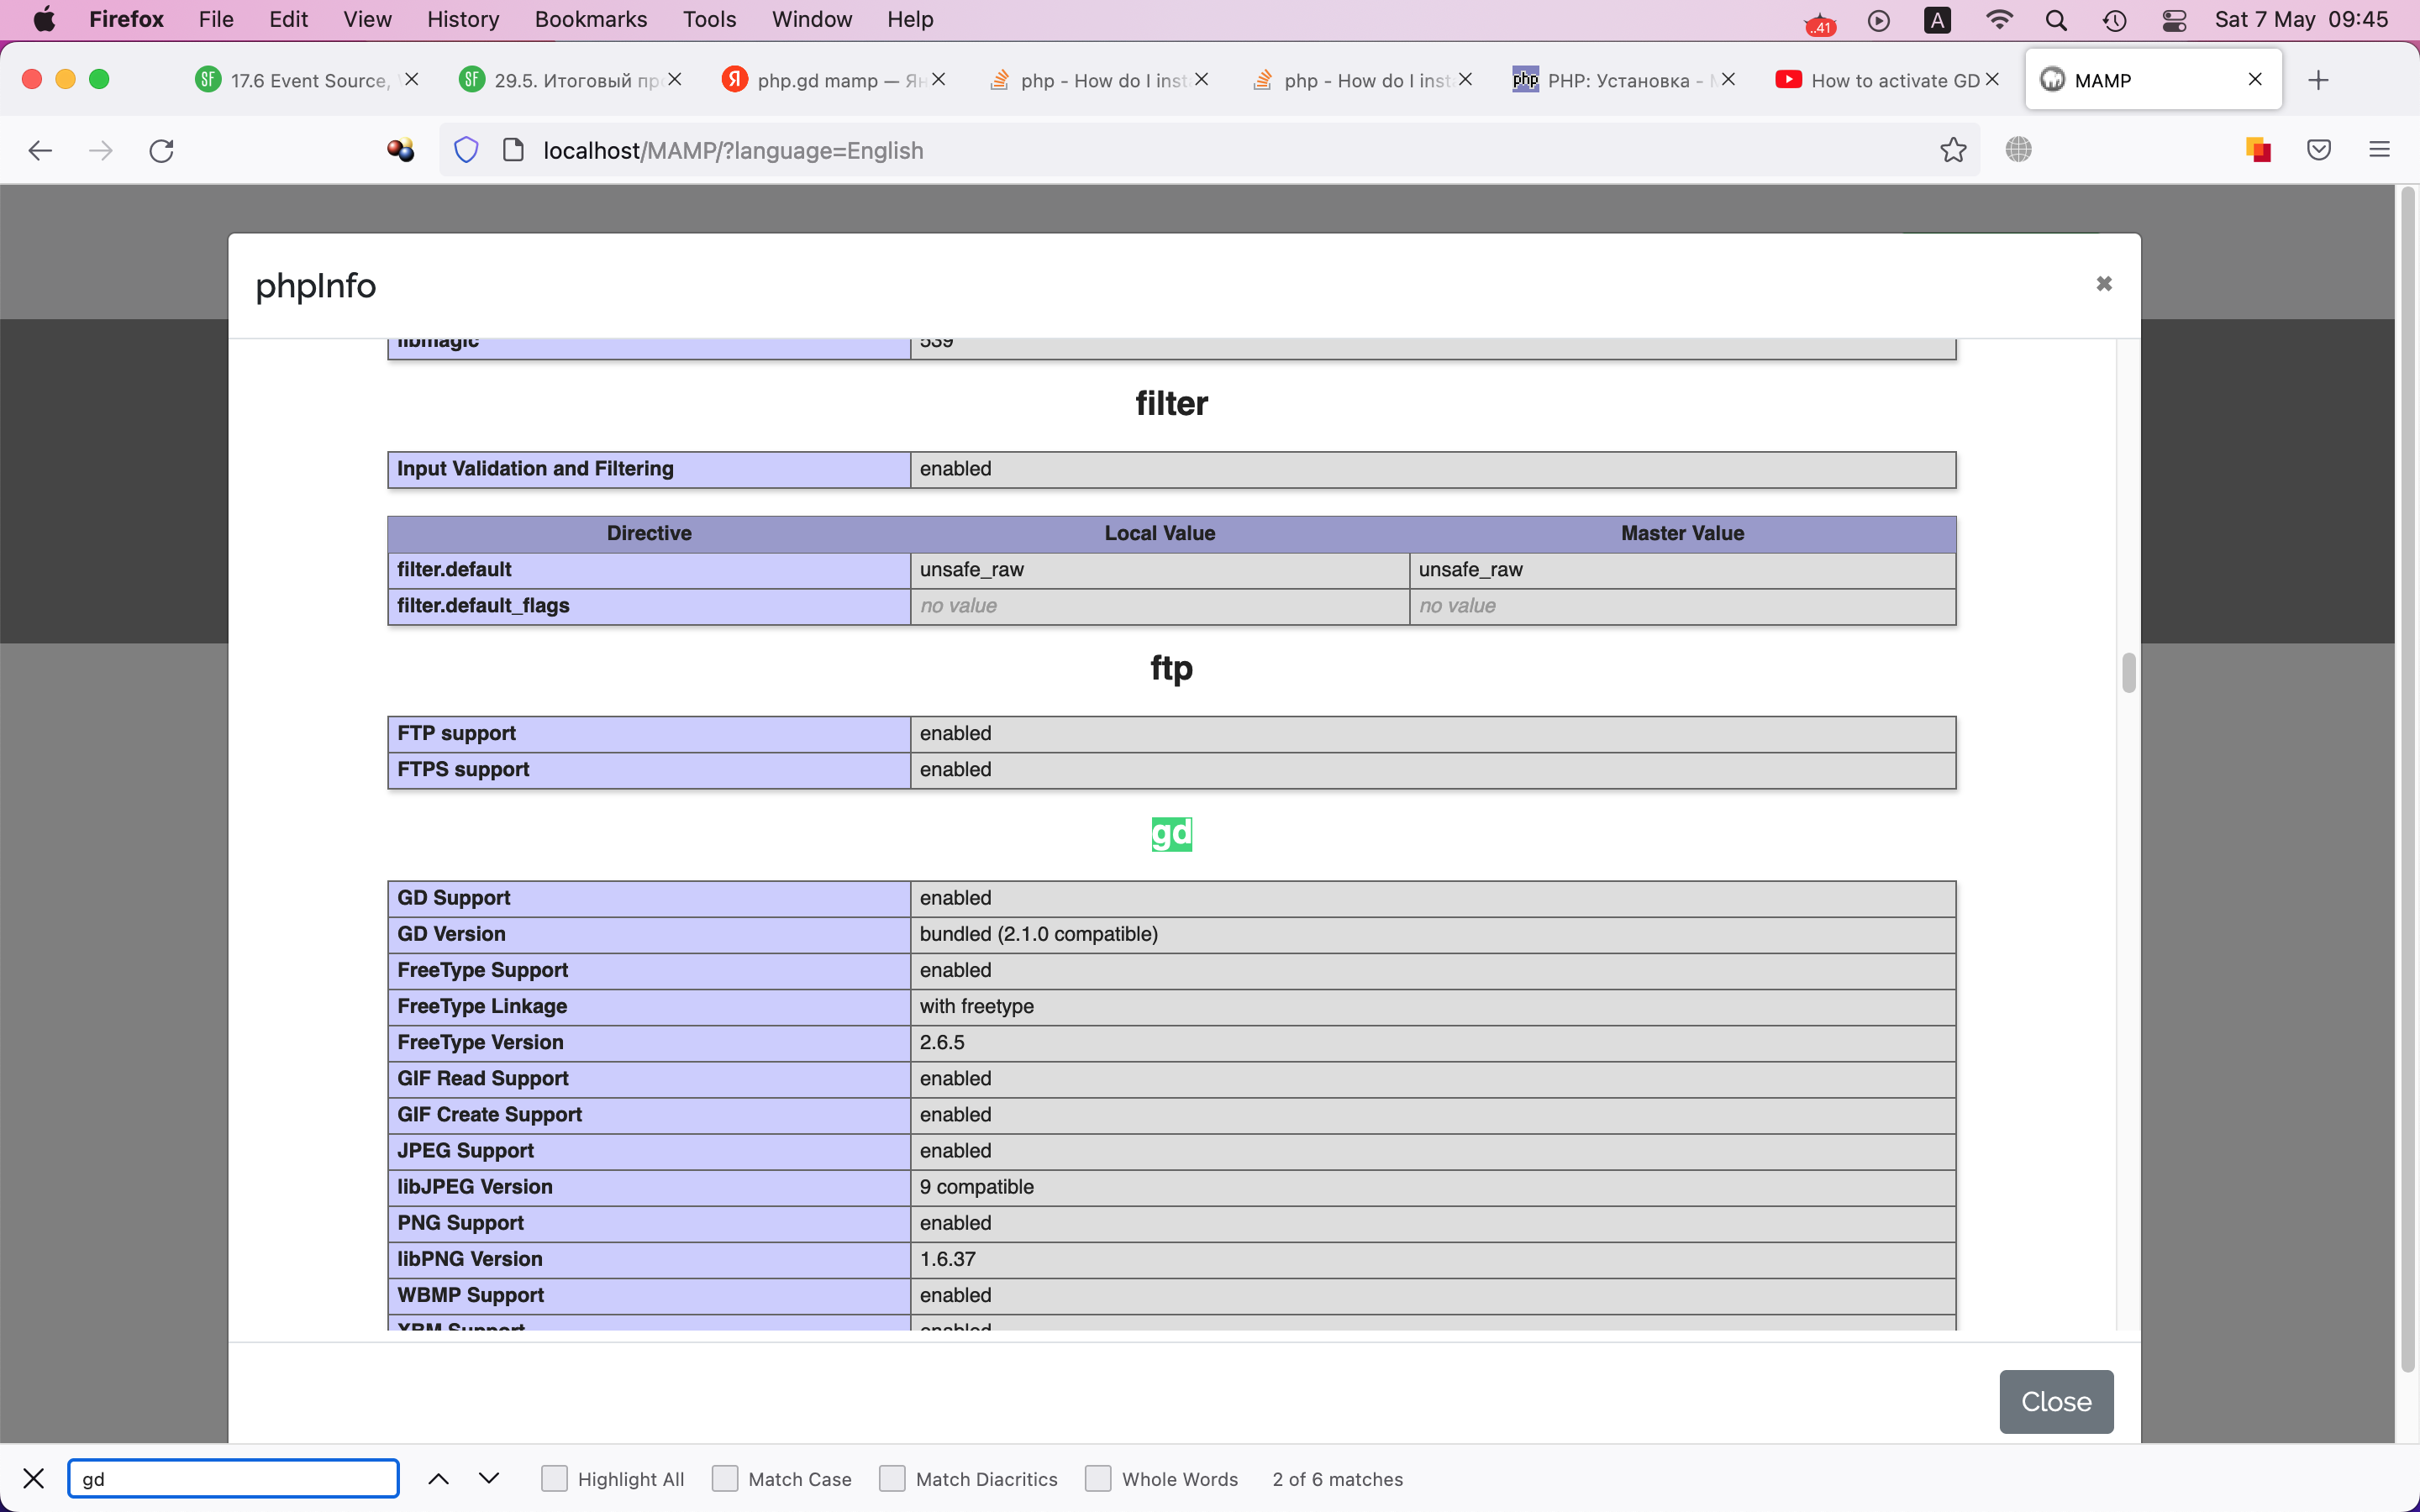 Firefox File Edit View History Bookmarks Tools Window Help ..41 A Sat 7 May 09:45
SF 17.6 Event Source, SF 29.5. Итоговый пр Я php.gd mamp — Ян php - How do I inst php - How do I inst php PHP: Установка - How to activate GD MAMP
localhost/MAMP/?language=English
phpInfo
libmagic 539
filter
Input Validation and Filtering enabled
Directive Local Value Master Value
filter.default unsafe_raw unsafe_raw
filter.default_flags no value no value
ftp
FTP support enabled
FTPS support enabled
gd
GD Support enabled
GD Version bundled (2.1.0 compatible)
FreeType Support enabled
FreeType Linkage with freetype
FreeType Version 2.6.5
GIF Read Support enabled
GIF Create Support enabled
JPEG Support enabled
libJPEG Version 9 compatible
PNG Support enabled
libPNG Version 1.6.37
WBMP Support enabled
XBM Support enabled
Close
gd Highlight All Match Case Match Diacritics Whole Words 2 of 6 matches